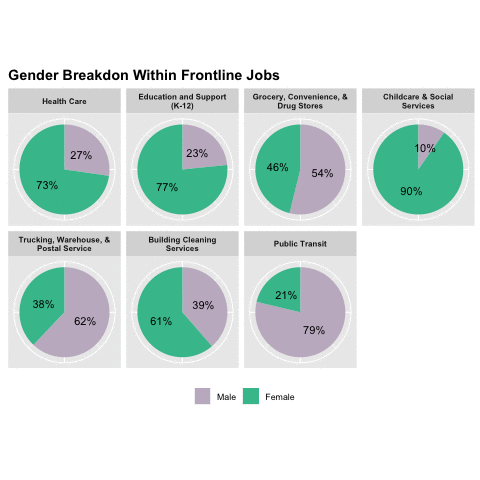 Gender Breakdon Within Frontline Jobs
Health Care
27%
73%
Education and Support
(K-12)
23%
77%
Grocery, Convenience, &
Drug Stores
46%
54%
Childcare & Social
Services
10%
90%
Trucking, Warehouse, &
Postal Service
38%
62%
Building Cleaning
Services
39%
61%
Public Transit
21%
79%
Male
Female